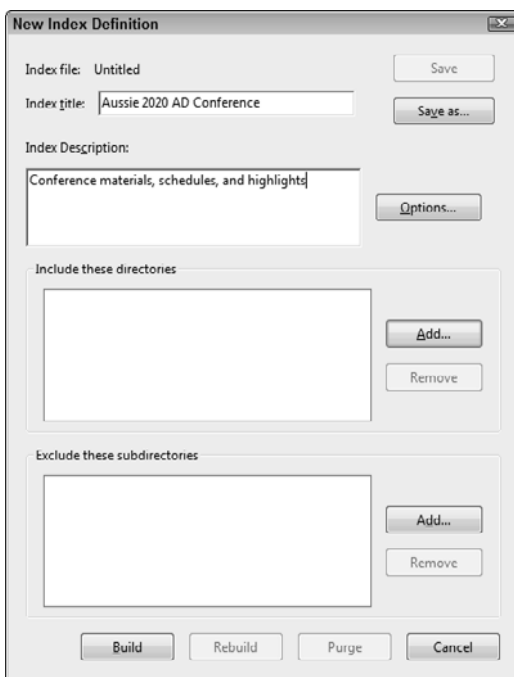 New Index Definition
Index file: Untitled
Save
Index title: Aussie 2020 AD Conference
Save as...
Index Description:
Conference materials, schedules, and highlights
Options...
Include these directories
Add...
Remove
Exclude these subdirectories
Add...
Remove
Build Rebuild Purge Cancel